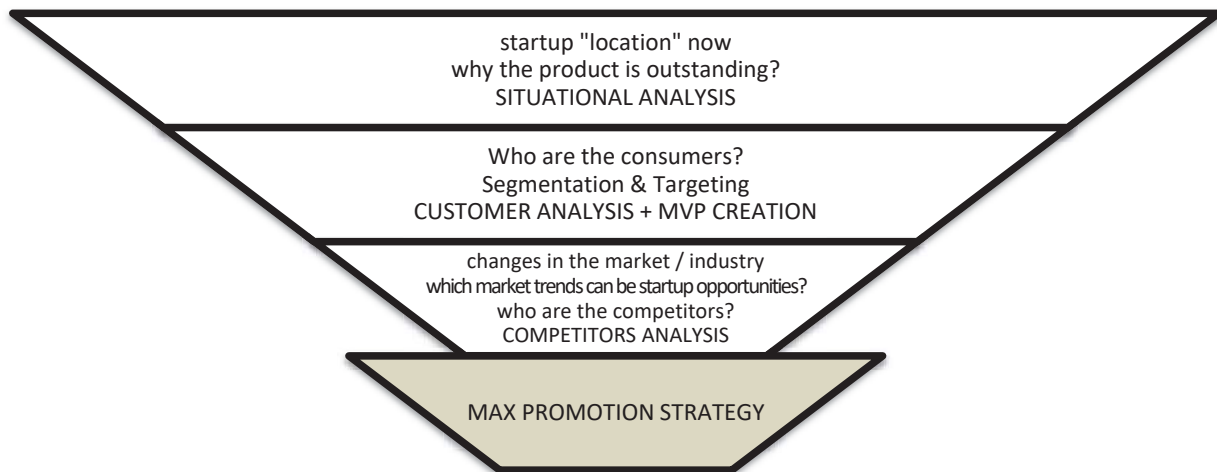 startup "location" now
why the product is outstanding?
SITUATIONAL ANALYSIS
Who are the consumers?
Segmentation & Targeting
CUSTOMER ANALYSIS + MVP CREATION
changes in the market / industry
which market trends can be startup opportunities?
who are the competitors?
COMPETITORS ANALYSIS
MAX PROMOTION STRATEGY